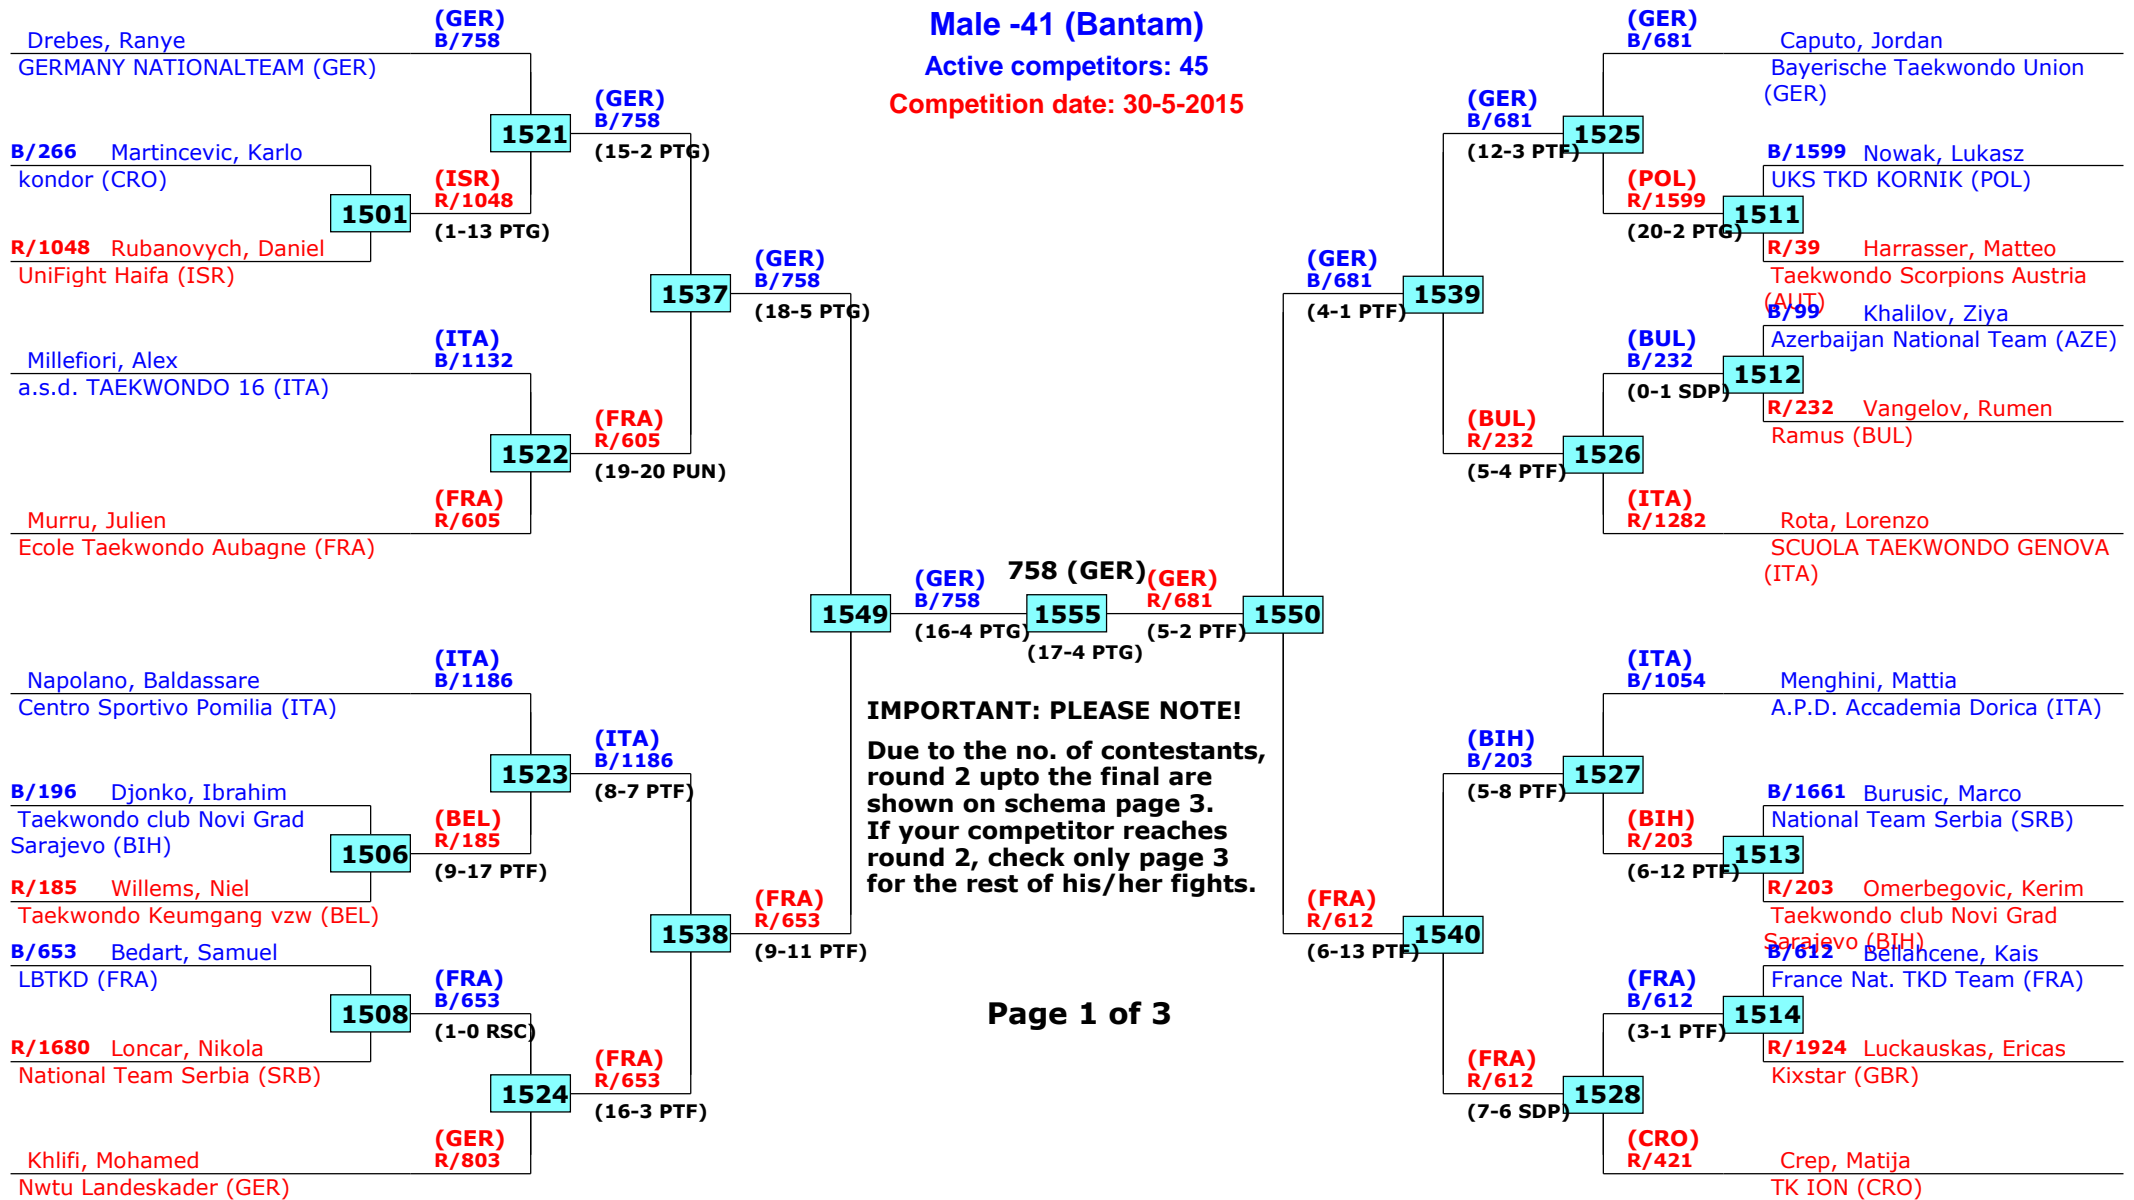 Male -41 (Bantam)
Active competitors: 45
Competition date: 30-5-2015
(GER)
B/758
Drebes, Ranye
GERMANY NATIONALTEAM (GER)
(GER)
B/758
1521
(15-2 PTG)
B/266 Martincevic, Karlo
kondor (CRO)
(ISR)
R/1048
1501
(1-13 PTG)
R/1048 Rubanovych, Daniel
UniFight Haifa (ISR)
(GER)
B/758
1537
(18-5 PTG)
(ITA)
B/1132
Millefiori, Alex
a.s.d. TAEKWONDO 16 (ITA)
(FRA)
R/605
1522
(19-20 PUN)
(FRA)
R/605
Murru, Julien
Ecole Taekwondo Aubagne (FRA)
758 (GER)
(GER)
B/758
1549
(16-4 PTG)
1555
(17-4 PTG)
(GER)
R/681
1550
(5-2 PTF)
(ITA)
B/1186
Napolano, Baldassare
Centro Sportivo Pomilia (ITA)
(ITA)
B/1186
1523
(8-7 PTF)
B/196 Djonko, Ibrahim
Taekwondo club Novi Grad
Sarajevo (BIH)
(BEL)
R/185
1506
(9-17 PTF)
R/185 Willems, Niel
Taekwondo Keumgang vzw (BEL)
(FRA)
R/653
1538
(9-11 PTF)
B/653 Bedart, Samuel
LBTKD (FRA)
(FRA)
B/653
1508
(1-0 RSC)
R/1680 Loncar, Nikola
National Team Serbia (SRB)
(FRA)
R/653
1524
(16-3 PTF)
(GER)
R/803
Khlifi, Mohamed
Nwtu Landeskader (GER)
IMPORTANT: PLEASE NOTE!
Due to the no. of contestants,
round 2 upto the final are
shown on schema page 3.
If your competitor reaches
round 2, check only page 3
for the rest of his/her fights.
Page 1 of 3
(GER)
B/681
Caputo, Jordan
Bayerische Taekwondo Union
(GER)
(GER)
B/681
1525
(12-3 PTF)
B/1599 Nowak, Lukasz
UKS TKD KORNIK (POL)
(POL)
R/1599
1511
(20-2 PTG)
R/39 Harrasser, Matteo
Taekwondo Scorpions Austria
(AUT)
(GER)
B/681
1539
(4-1 PTF)
B/99 Khalilov, Ziya
Azerbaijan National Team (AZE)
(BUL)
B/232
1512
(0-1 SDP)
R/232 Vangelov, Rumen
Ramus (BUL)
(BUL)
R/232
1526
(5-4 PTF)
(ITA)
R/1282
Rota, Lorenzo
SCUOLA TAEKWONDO GENOVA
(ITA)
(ITA)
B/1054
Menghini, Mattia
A.P.D. Accademia Dorica (ITA)
(BIH)
B/203
1527
(5-8 PTF)
B/1661 Burusic, Marco
National Team Serbia (SRB)
(BIH)
R/203
1513
(6-12 PTF)
R/203 Omerbegovic, Kerim
Taekwondo club Novi Grad
Sarajevo (BIH)
(FRA)
R/612
1540
(6-13 PTF)
B/612 Bellahcene, Kais
France Nat. TKD Team (FRA)
(FRA)
B/612
1514
(3-1 PTF)
R/1924 Luckauskas, Ericas
Kixstar (GBR)
(FRA)
R/612
1528
(7-6 SDP)
(CRO)
R/421
Crep, Matija
TK ION (CRO)